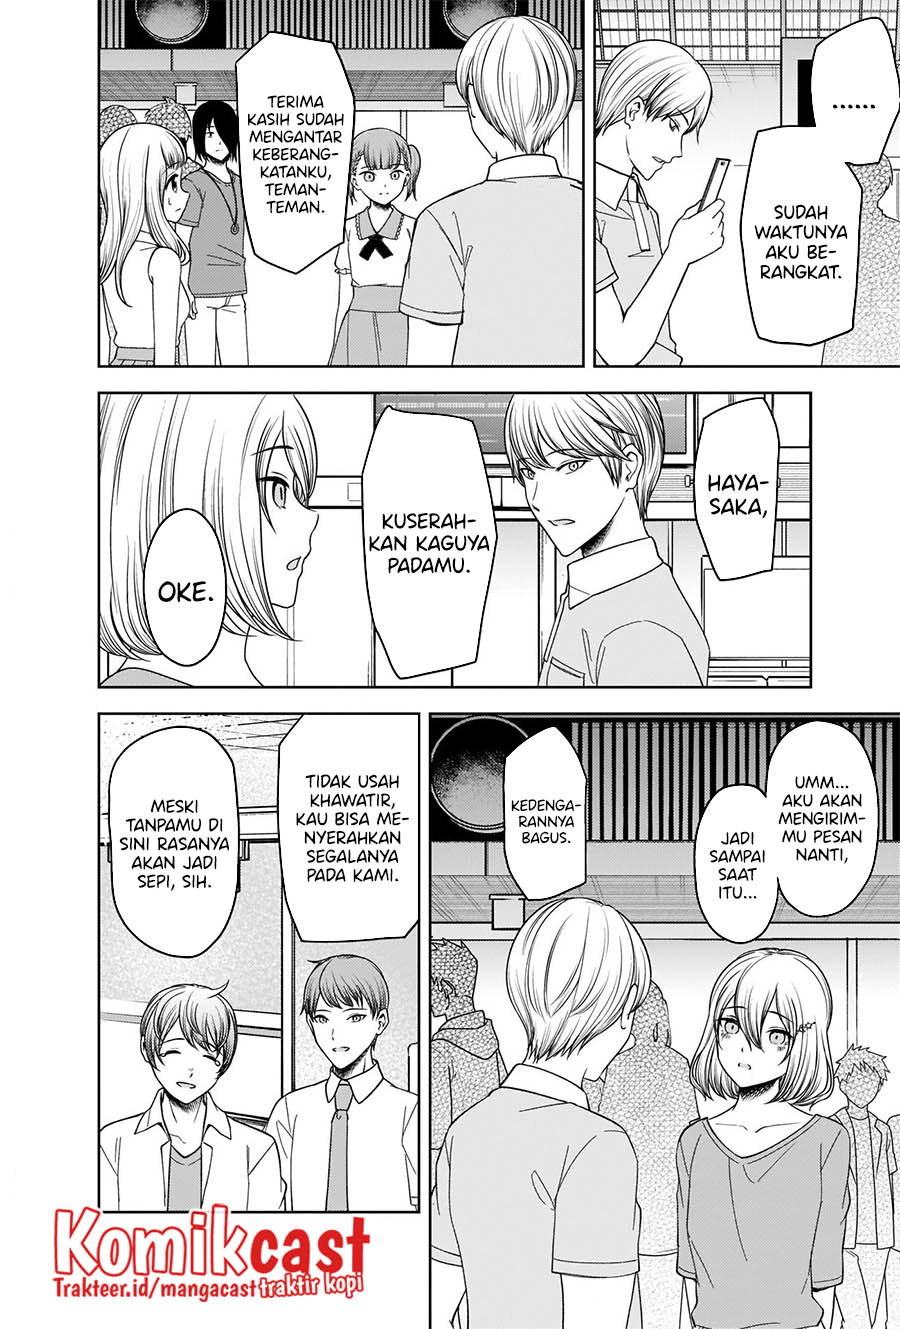 ......
SUDAH
WAKTUNYA
AKU BE-
RANGKAT.
TERIMA
KASIH SUDAH
MENGANTAR
KEBERANG-
KATANKU,
TEMAN-
TEMAN.
HAYA-
SAKA,
KUSERAH-
KAN KAGUYA
PADAMU.
OKE.
UMM...
AKU AKAN
MENGIRIM-
MU PESAN
NANTI,
JADI
SAMPAI
SAAT
ITU...
KEDENGA-
RANNYA
BAGUS.
TIDAK USAH
KHAWATIR,
KAU BISA ME-
NYERAHKAN
SEGALANYA
PADA KAMI.
MESKI
TANPAMU DI
SINI RASANYA
AKAN JADI
SEPI, SIH.
Komikcast
Trakteer.id/mangacast traktir kopi